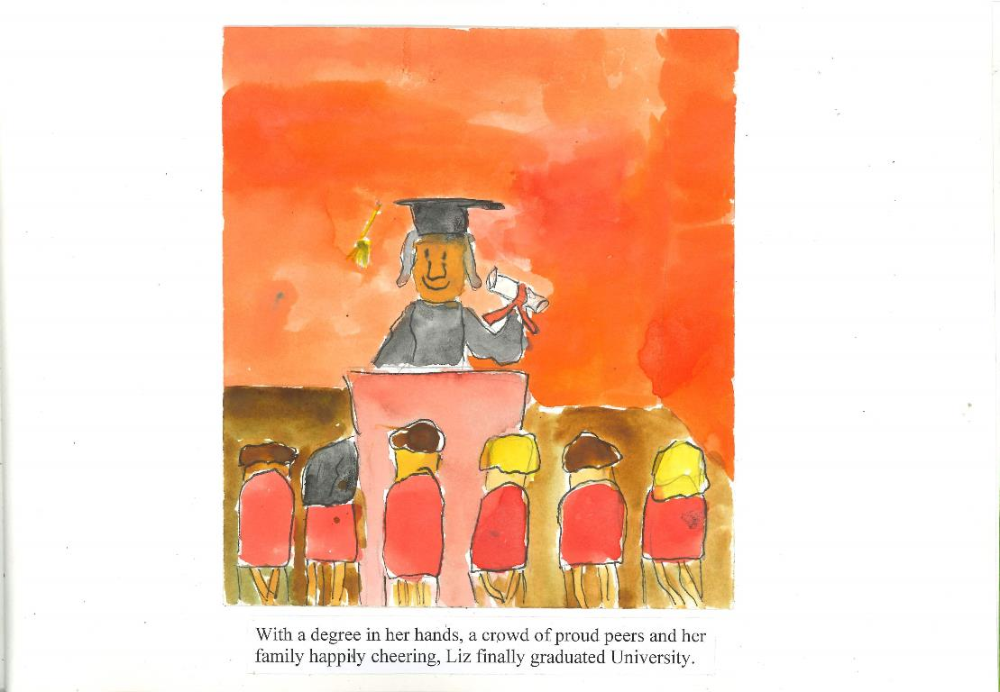 With a degree in her hands, a crowd of proud peers and her
family happily cheering, Liz finally graduated University.